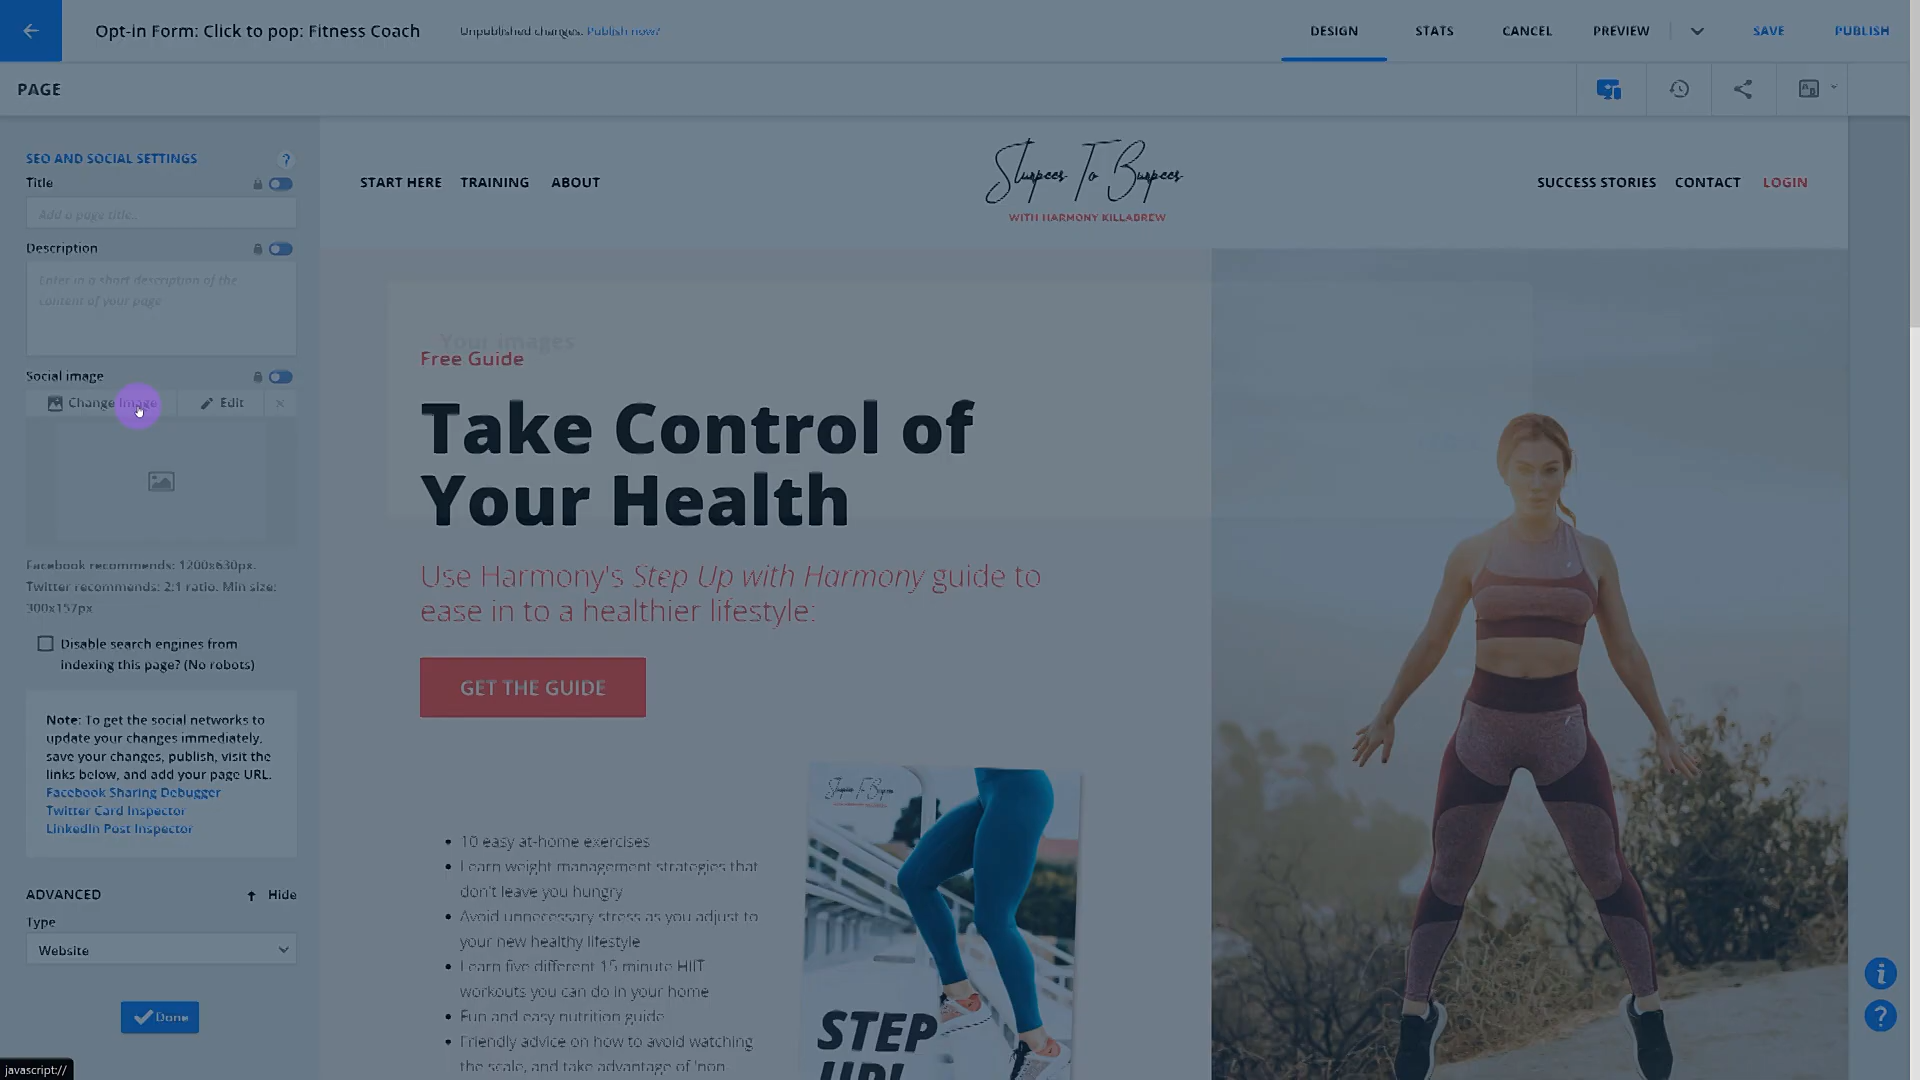 Opt-in Form: Click to pop: Fitness Coach
Unpublished changes. Publish now?
DESIGN
STATS
CANCEL
PREVIEW
SAVE
PUBLISH
PAGE
SEO AND SOCIAL SETTINGS
?
Title
Add a page title..
Description
Enter in a short description of the
content of your page
Social image
Change Image
Edit
Facebook recommends: 1200x630px.
Twitter recommends: 2:1 ratio. Min size:
300x157px
Disable search engines from
indexing this page? (No robots)
Note: To get the social networks to
update your changes immediately,
save your changes, publish, visit the
links below, and add your page URL.
Facebook Sharing Debugger
Twitter Card Inspector
LinkedIn Post Inspector
ADVANCED
Hide
Type
Website
Done
javascript://
START HERE
TRAINING
ABOUT
Slurpees To Burpees
WITH HARMONY KILLABREW
SUCCESS STORIES
CONTACT
LOGIN
Your images
Free Guide
Take Control of
Your Health
Use Harmony's Step Up with Harmony guide to
ease in to a healthier lifestyle:
GET THE GUIDE
10 easy at-home exercises
Learn weight management strategies that
don't leave you hungry
Avoid unnecessary stress as you adjust to
your new healthy lifestyle
Learn five different 15 minute HIIT
workouts you can do in your home
Fun and easy nutrition guide
Friendly advice on how to avoid watching
the scale, and take advantage of 'non
Slurpees To Burpees
STEP
UP!
i
?